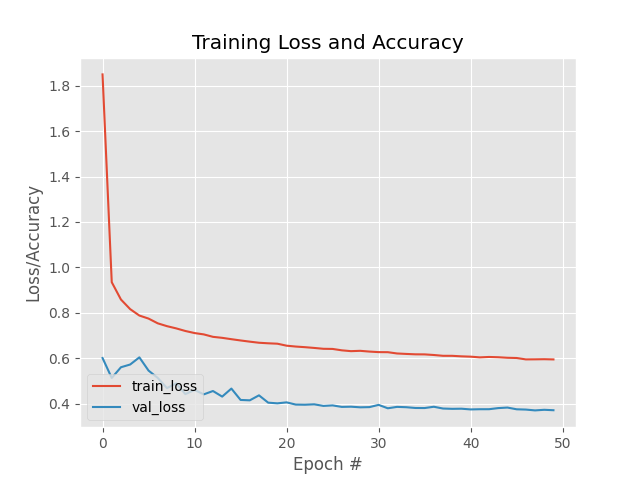 Training Loss and Accuracy
Loss/Accuracy
1.8
1.6
1.4
1.2
1.0
0.8
0.6
0.4
train_loss
val_loss
0 10 20 30 40 50
Epoch #